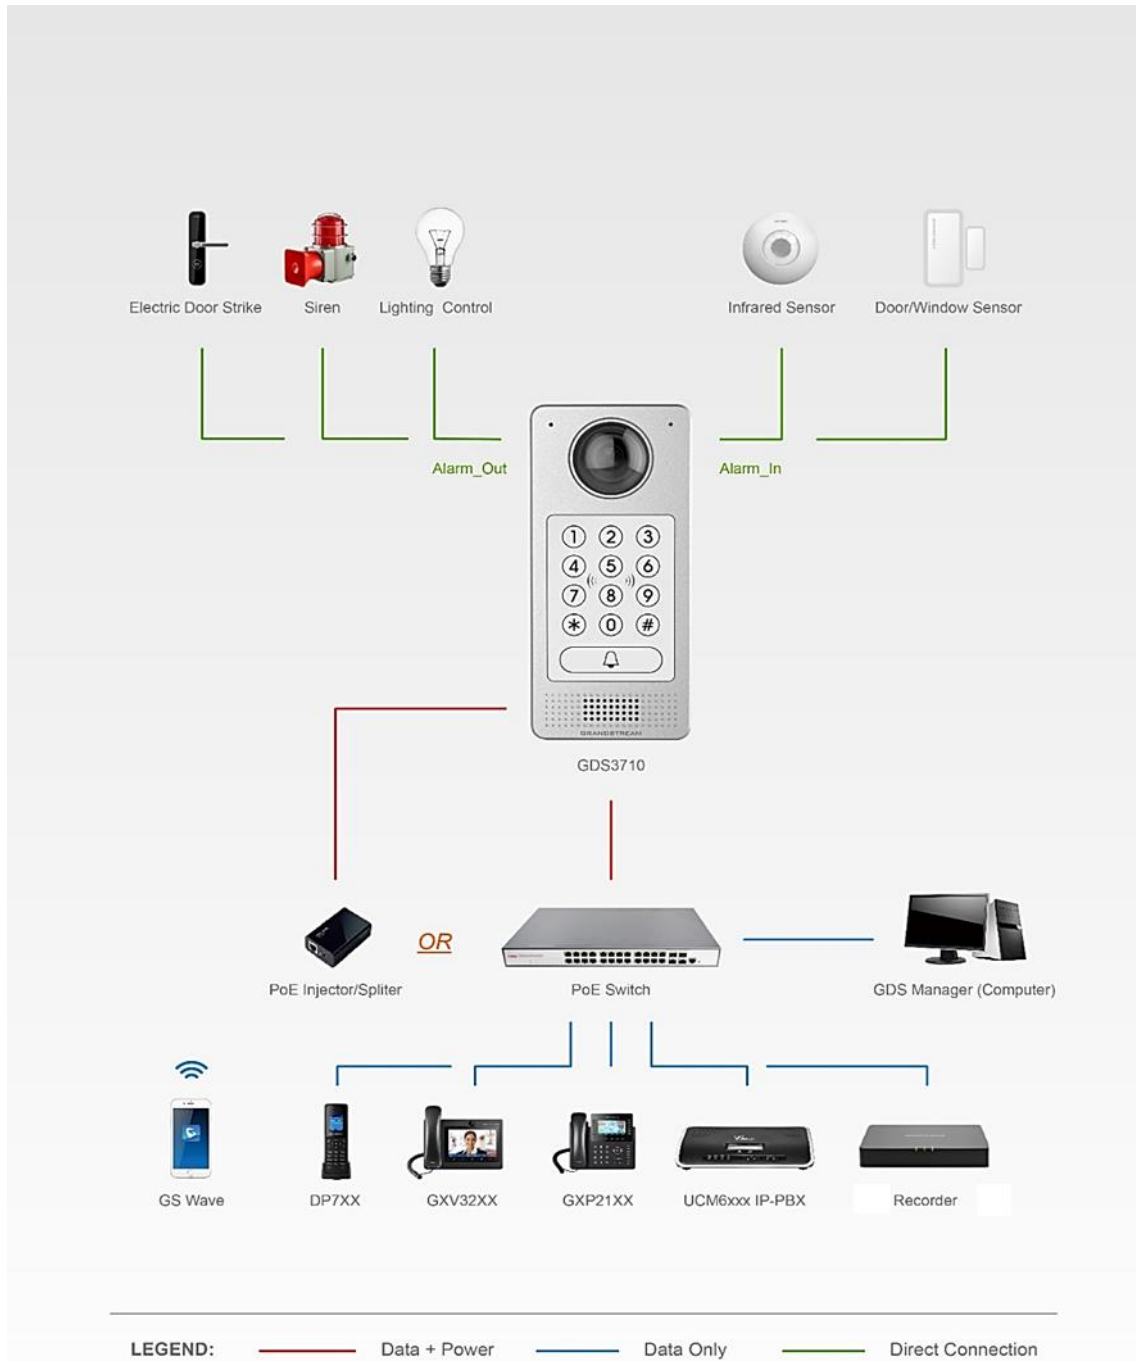 Electric Door Strike
Siren
Lighting Control
Infrared Sensor
Door/Window Sensor
Alarm_Out
Alarm_In
1 2 3
4 5 6
7 8 9
* 0 #
GRANDSTREAM
GDS3710
PoE Injector/Spliter
OR
PoE Switch
GDS Manager (Computer)
GS Wave
DP7XX
GXV32XX
GXP21XX
UCM6xxx IP-PBX
Recorder
LEGEND:
Data + Power
Data Only
Direct Connection